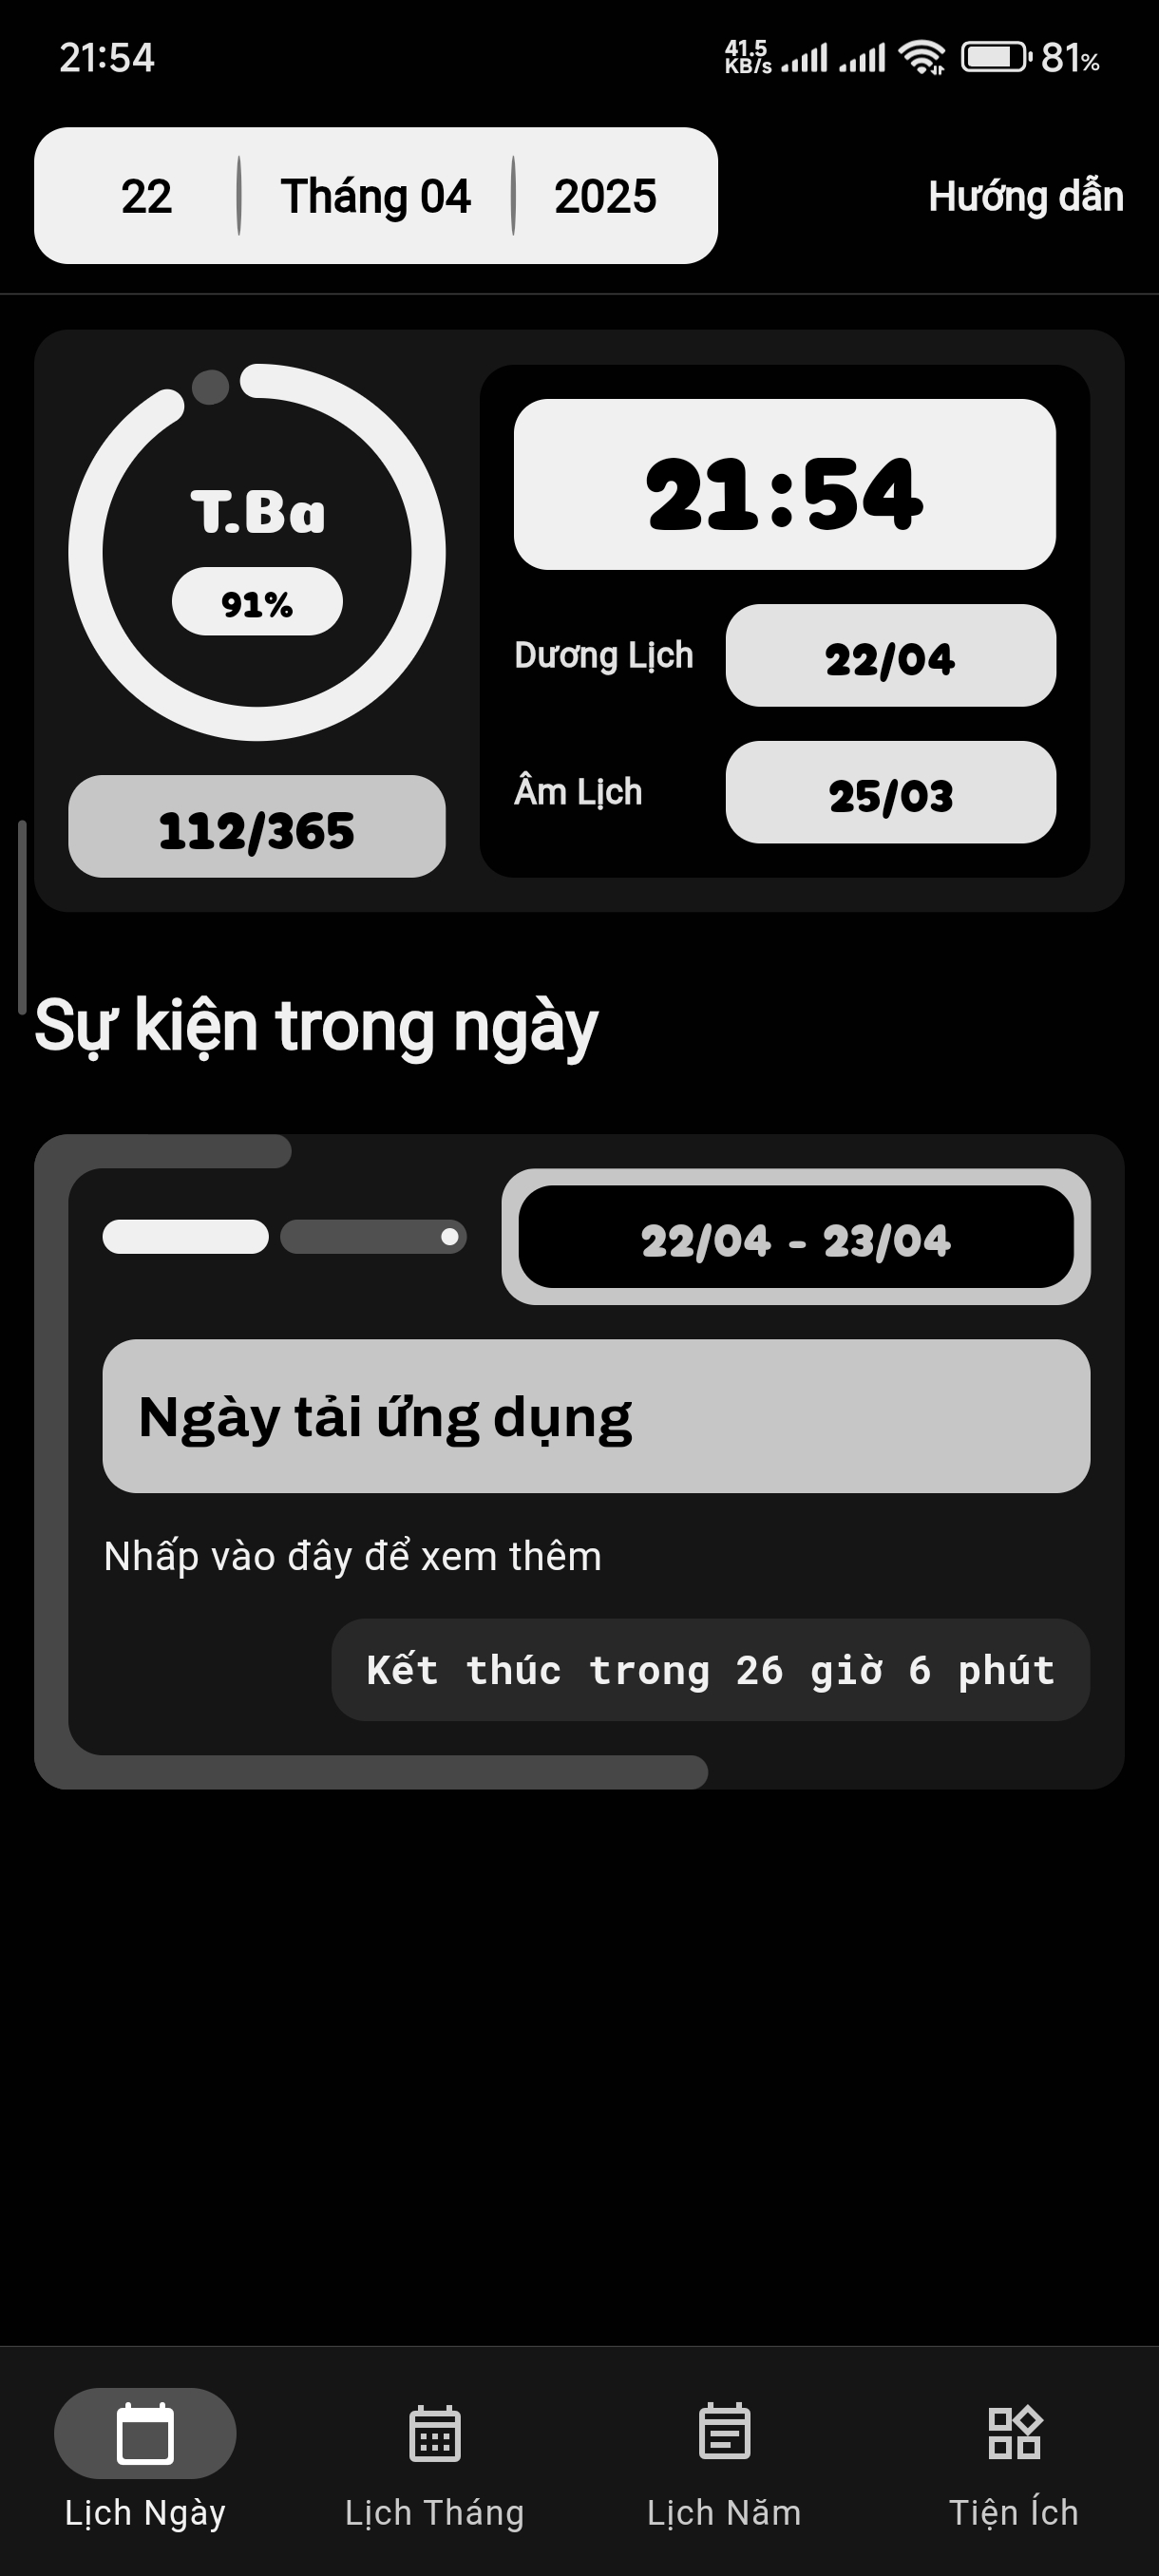 21:54
41.5
KB/s
81%
22
Tháng 04
2025
Hướng dẫn
T.Ba
91%
112/365
21:54
Dương Lịch
22/04
Âm Lịch
25/03
Sự kiện trong ngày
22/04 - 23/04
Ngày tải ứng dụng
Nhấp vào đây để xem thêm
Kết thúc trong 26 giờ 6 phút
Lịch Ngày
Lịch Tháng
Lịch Năm
Tiện Ích